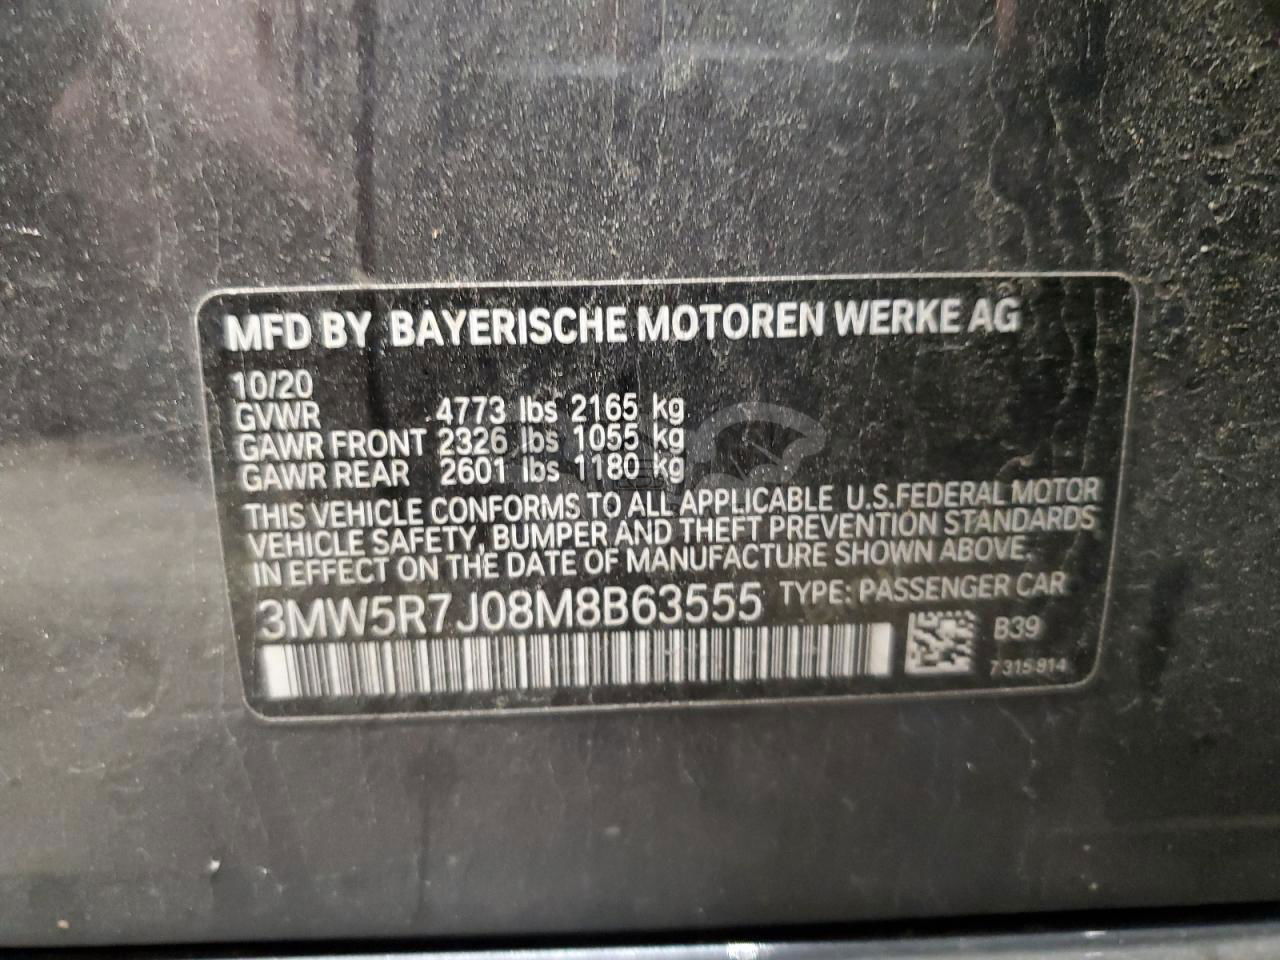 MFD BY BAYERISCHE MOTOREN WERKE AG
10/20
GVWR 4773 lbs 2165 kg
GAWR FRONT 2326 lbs 1055 kg
GAWR REAR 2601 lbs 1180 kg
THIS VEHICLE CONFORMS TO ALL APPLICABLE U.S.FEDERAL MOTOR
VEHICLE SAFETY, BUMPER AND THEFT PREVENTION STANDARDS
IN EFFECT ON THE DATE OF MANUFACTURE SHOWN ABOVE.
3MW5R7J08M8B63555 TYPE: PASSENGER CAR
B39
7 315 914